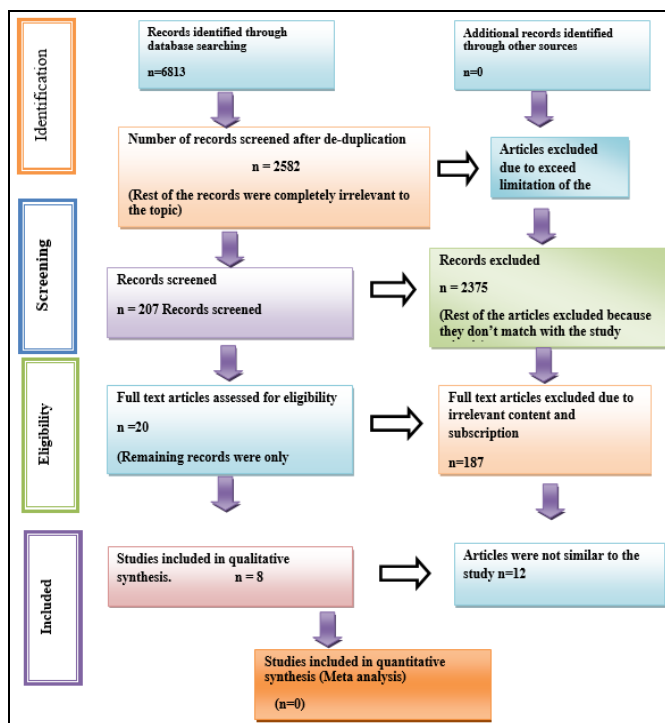 Identification
Records identified through
database searching
n=6813
Additional records identified
through other sources
n=0
Number of records screened after de-duplication
n = 2582
(Rest of the records were completely irrelevant to
the topic)
Articles excluded
due to exceed
limitation of the
Screening
Records screened
n = 207 Records screened
Records excluded
n = 2375
(Rest of the articles excluded because
they don't match with the study
Eligibility
Full text articles assessed for eligibility
n =20
(Remaining records were only
Full text articles excluded due to
irrelevant content and
subscription
n=187
Included
Studies included in qualitative
synthesis. n = 8
Articles were not similar to the
study n=12
Studies included in quantitative
synthesis (Meta analysis)
(n=0)